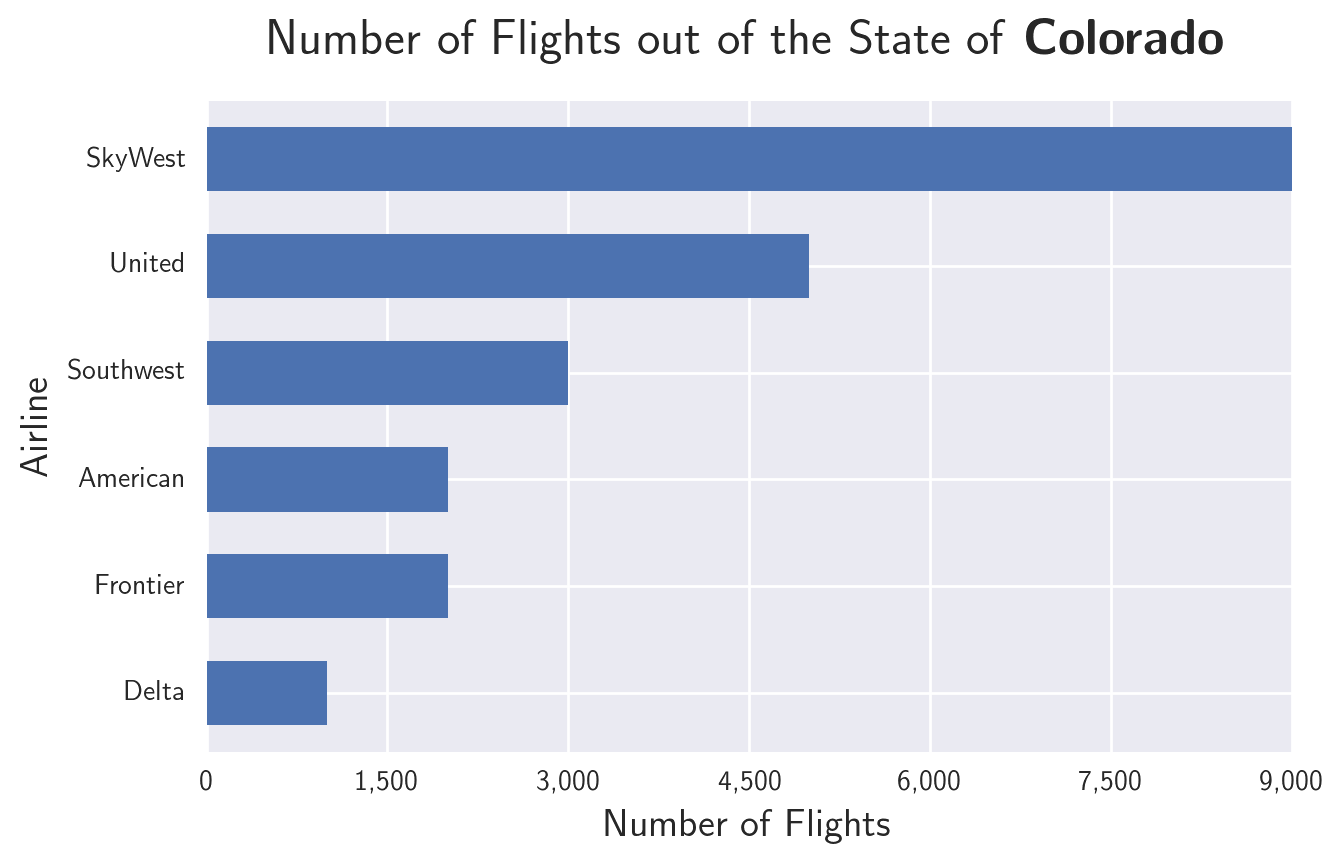 Number of Flights out of the State of Colorado
SkyWest
United
Southwest
American
Frontier
Delta
Airline
0 1,500 3,000 4,500 6,000 7,500 9,000
Number of Flights